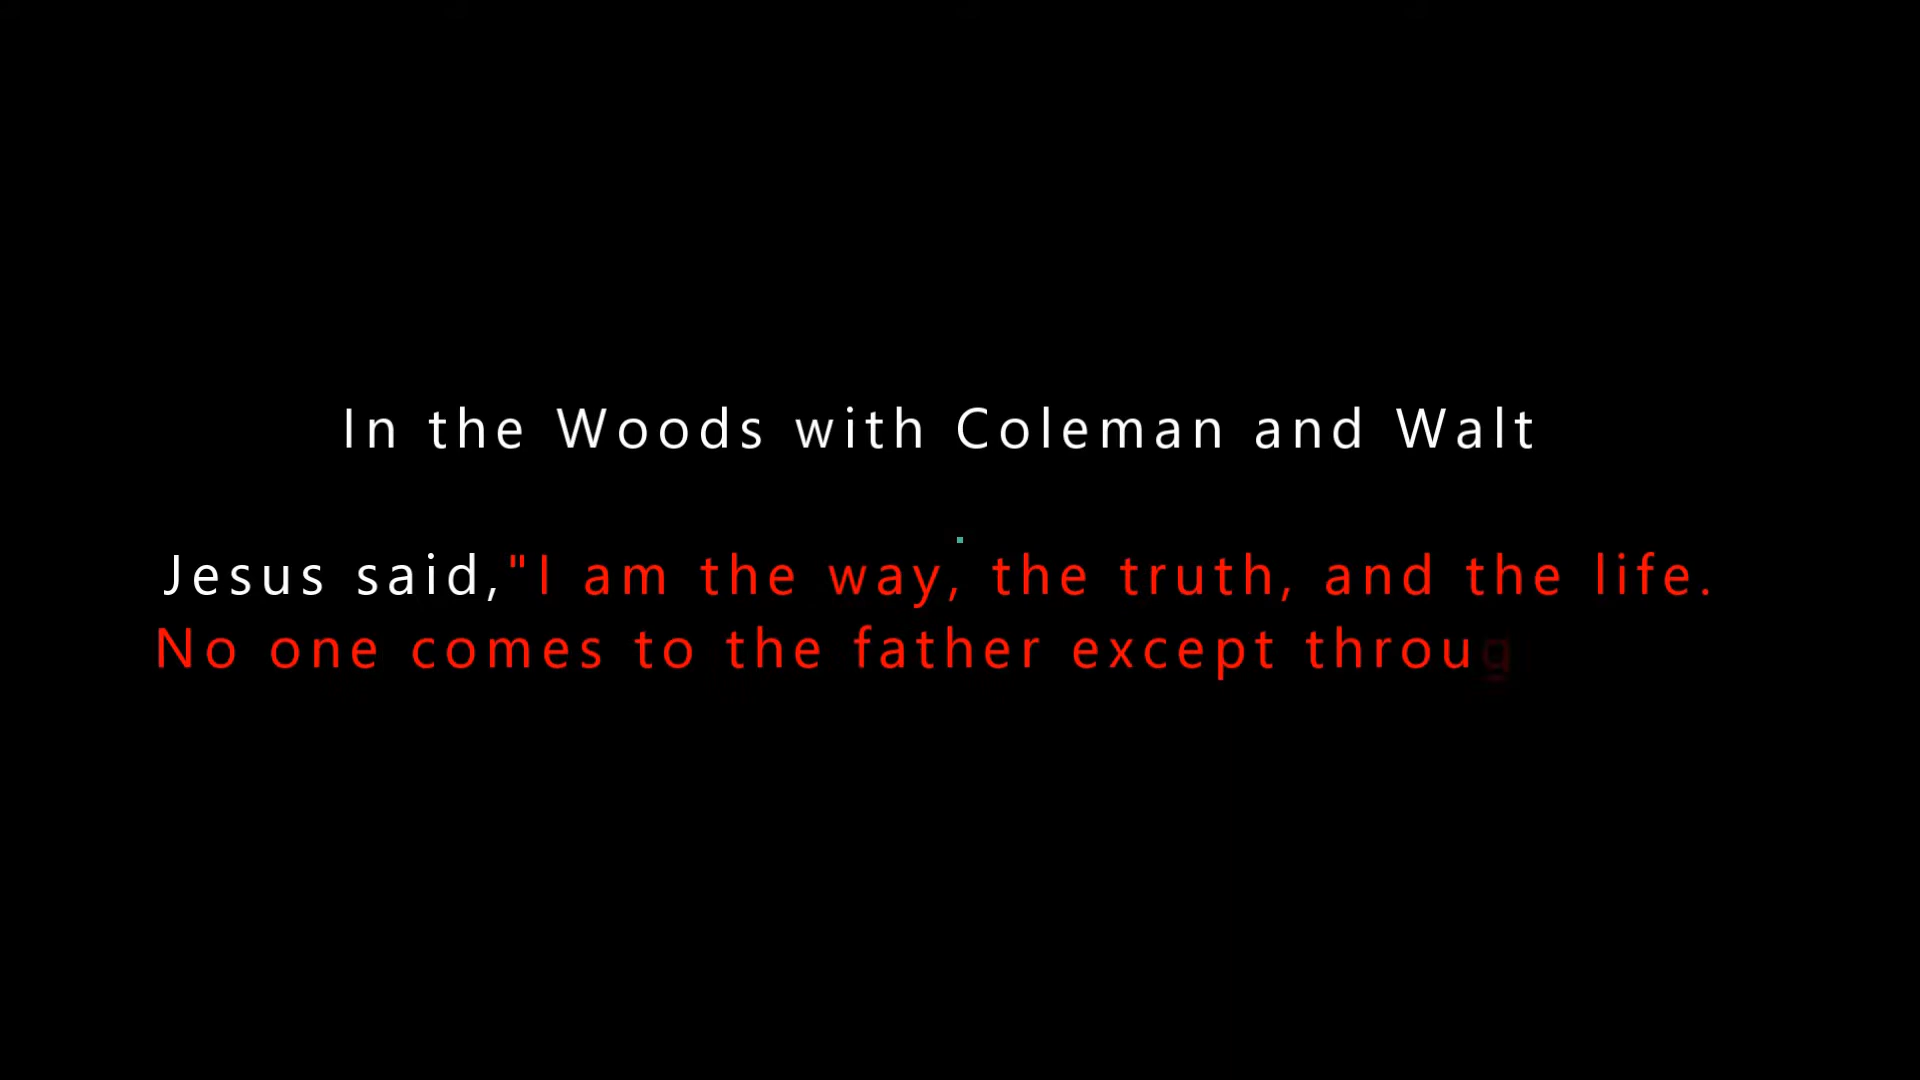 In the Woods with Coleman and Walt
Jesus said,"I am the way, the truth, and the life.
No one comes to the father except throug